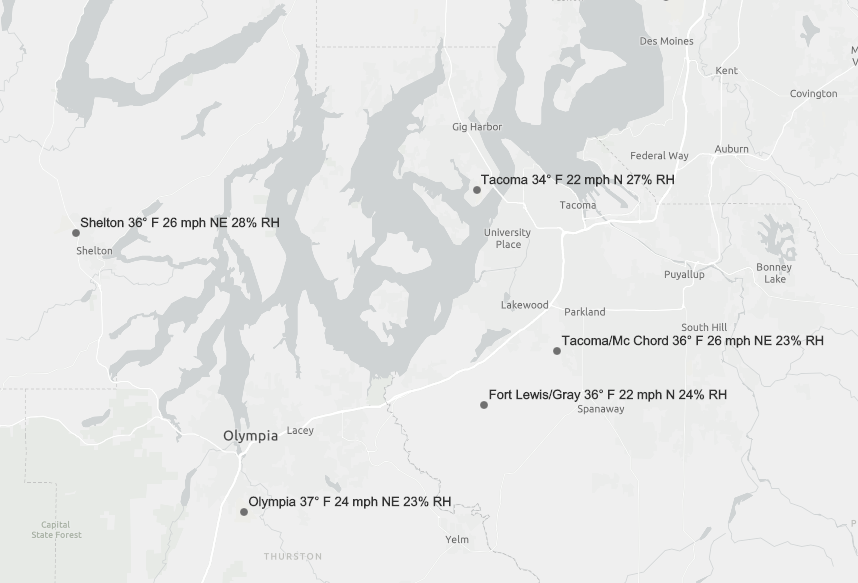 Des Moines
Kent
Covington
Gig Harbor
Federal Way
Auburn
Tacoma 34° F 22 mph N 27% RH
Tacoma
Shelton 36° F 26 mph NE 28% RH
Shelton
University
Place
Puyallup
Bonney
Lake
Lakewood
Parkland
South Hill
Tacoma/Mc Chord 36° F 26 mph NE 23% RH
Fort Lewis/Gray 36° F 22 mph N 24% RH
Spanaway
Olympia
Lacey
Olympia 37° F 24 mph NE 23% RH
Capital
State Forest
Yelm
THURSTON